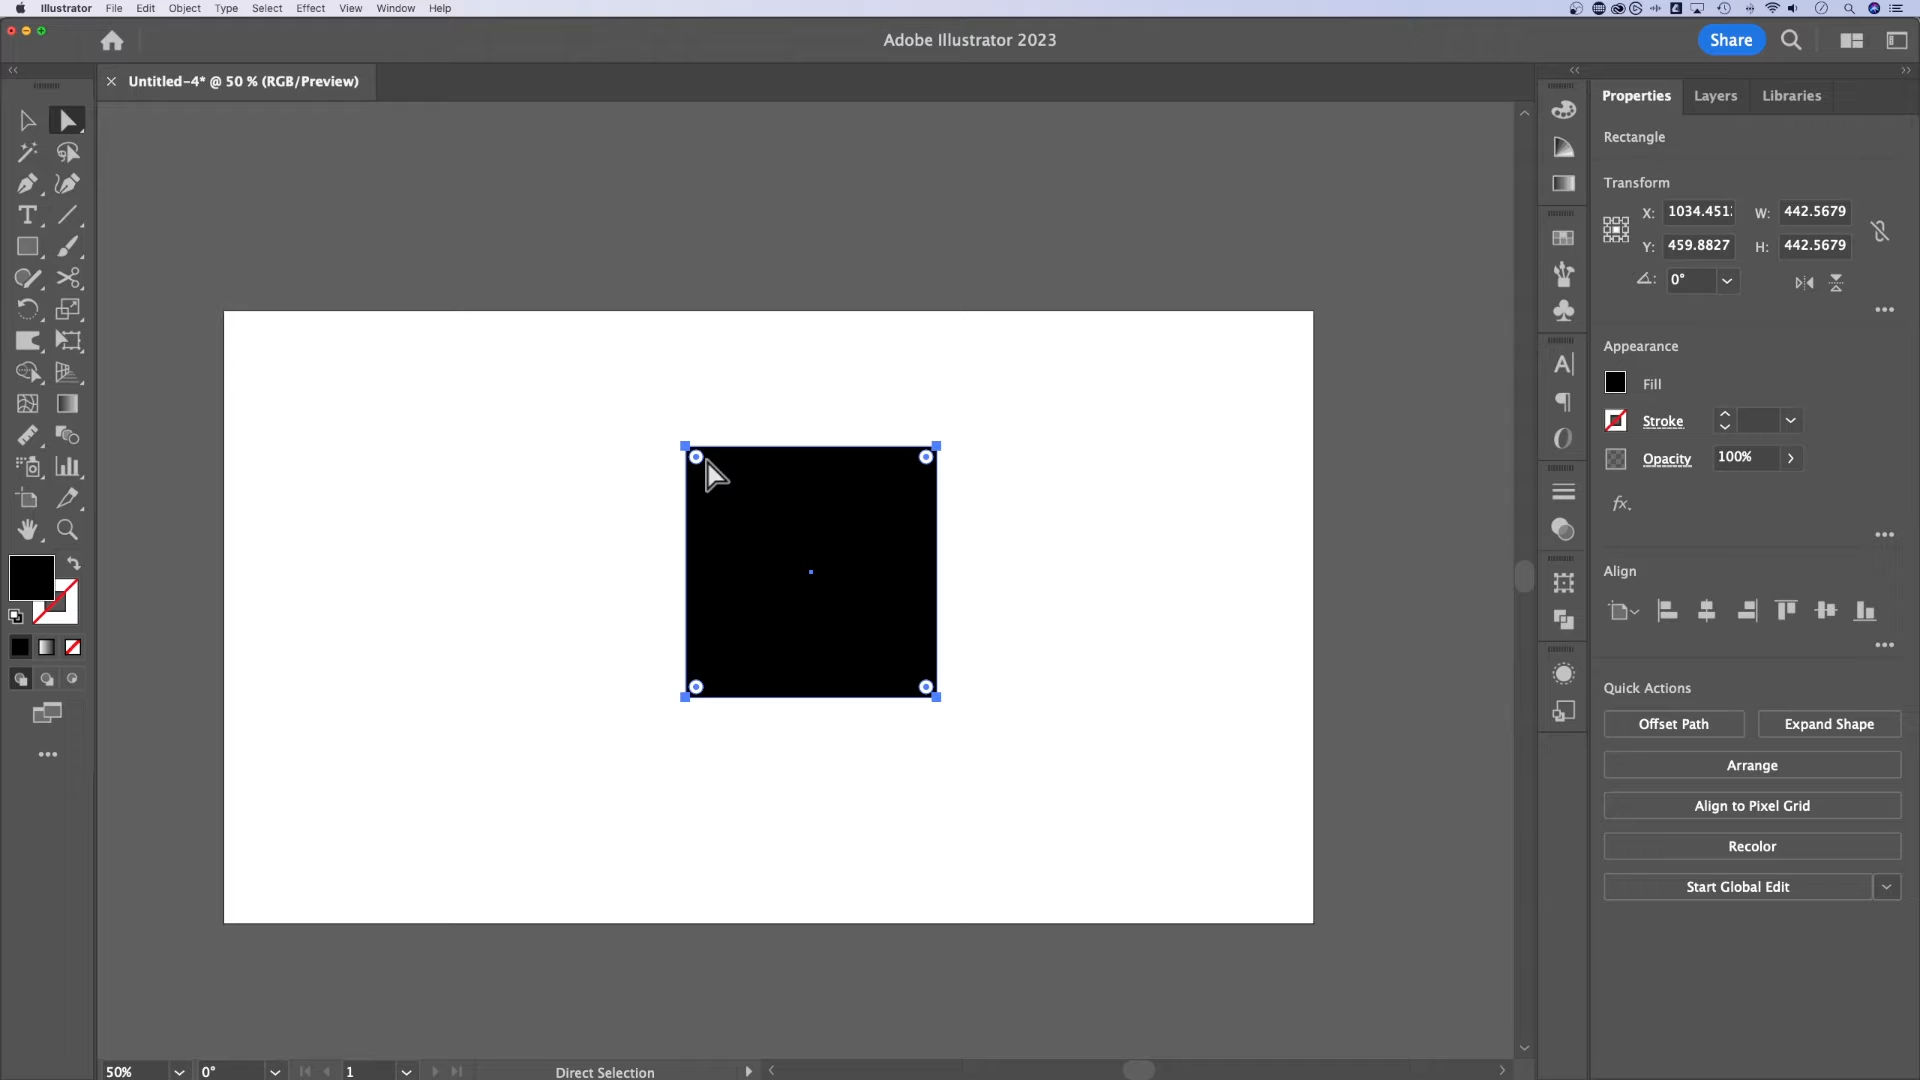 Illustrator File Edit Object Type Select Effect View Window Help
Adobe Illustrator 2023
Share
Untitled-4* @ 50 % (RGB/Preview)
Properties Layers Libraries
Rectangle
Transform
X: 1034.451 W: 442.5679
Y: 459.8827 H: 442.5679
0°
Appearance
Fill
Stroke
Opacity 100%
fx
Align
Quick Actions
Offset Path Expand Shape
Arrange
Align to Pixel Grid
Recolor
Start Global Edit
50% 0° 1 Direct Selection